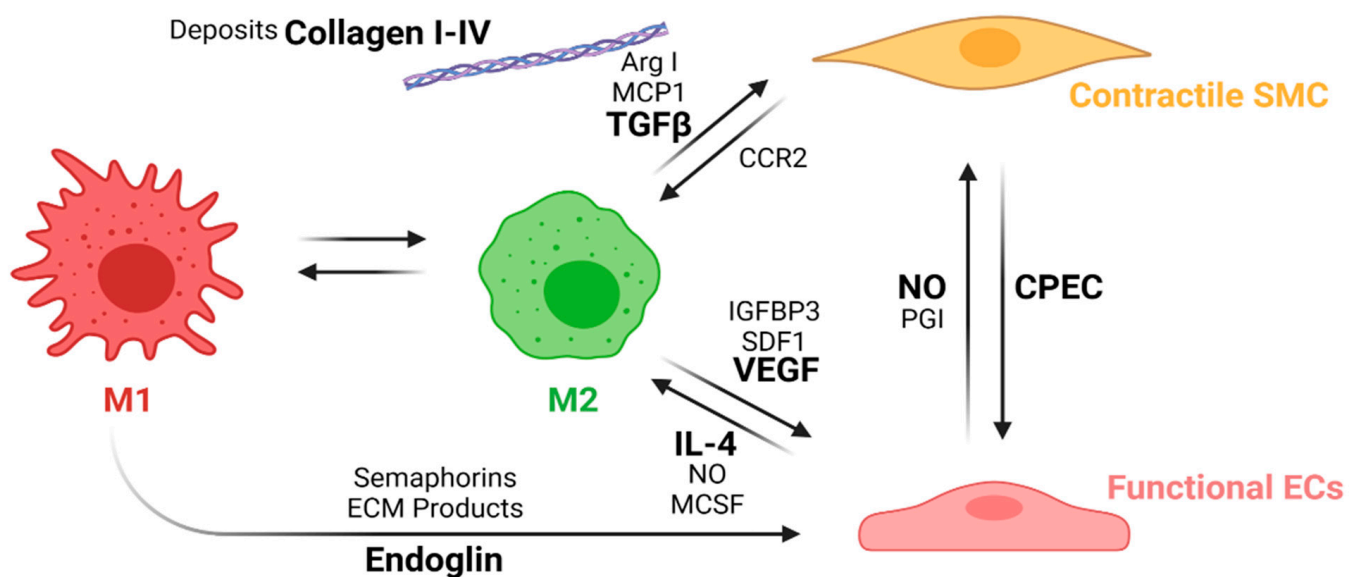 Deposits Collagen I-IV
Arg I
MCP1
TGFβ
CCR2
Contractile SMC
M1
M2
NO
PGI
CPEC
IGFBP3
SDF1
VEGF
IL-4
NO
MCSF
Semaphorins
ECM Products
Endoglin
Functional ECs